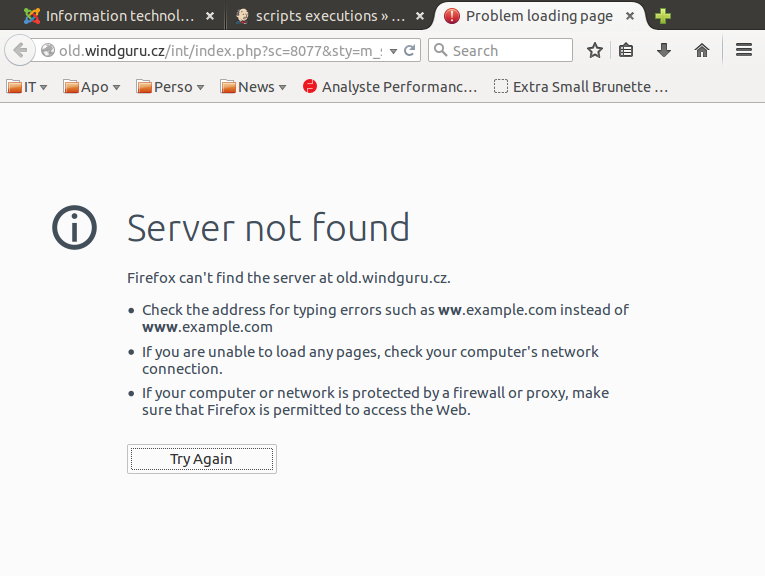 Information technol...
scripts executions » ...
Problem loading page
old.windguru.cz/int/index.php?sc=8077&sty=m_
Search
IT
Apo
Perso
News
Analyste Performanc...
Extra Small Brunette ...
Server not found
Firefox can't find the server at old.windguru.cz.
Check the address for typing errors such as ww.example.com instead of
www.example.com
If you are unable to load any pages, check your computer's network
connection.
If your computer or network is protected by a firewall or proxy, make
sure that Firefox is permitted to access the Web.
Try Again